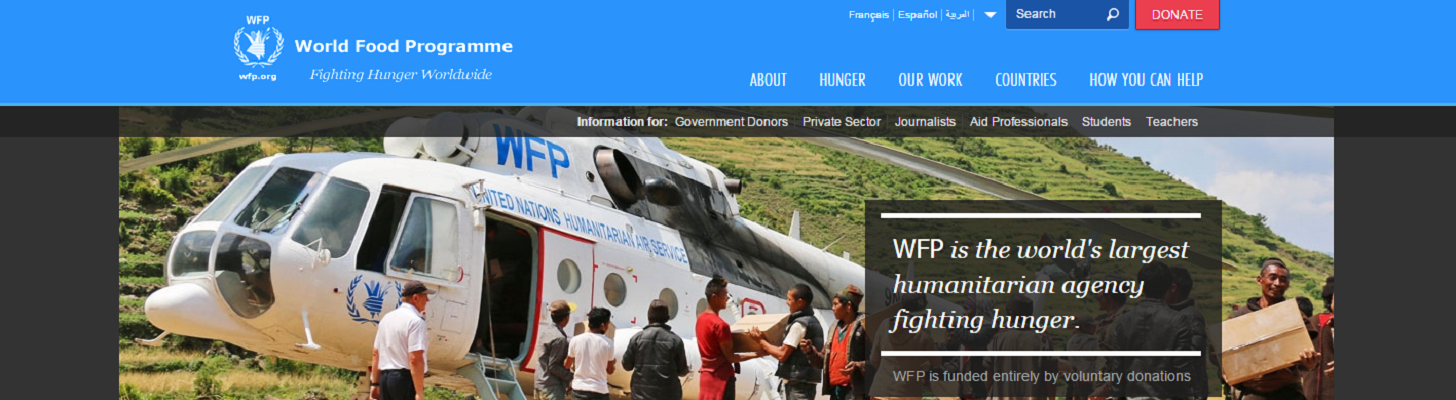 WFP
wfp.org
World Food Programme
Fighting Hunger Worldwide
Français | Español | العربية |
Search
DONATE
ABOUT HUNGER OUR WORK COUNTRIES HOW YOU CAN HELP
Information for: Government Donors Private Sector Journalists Aid Professionals Students Teachers
WFP
UNITED NATIONS HUMANITARIAN AIR SERVICE
WFP is the world's largest
humanitarian agency
fighting hunger.
WFP is funded entirely by voluntary donations